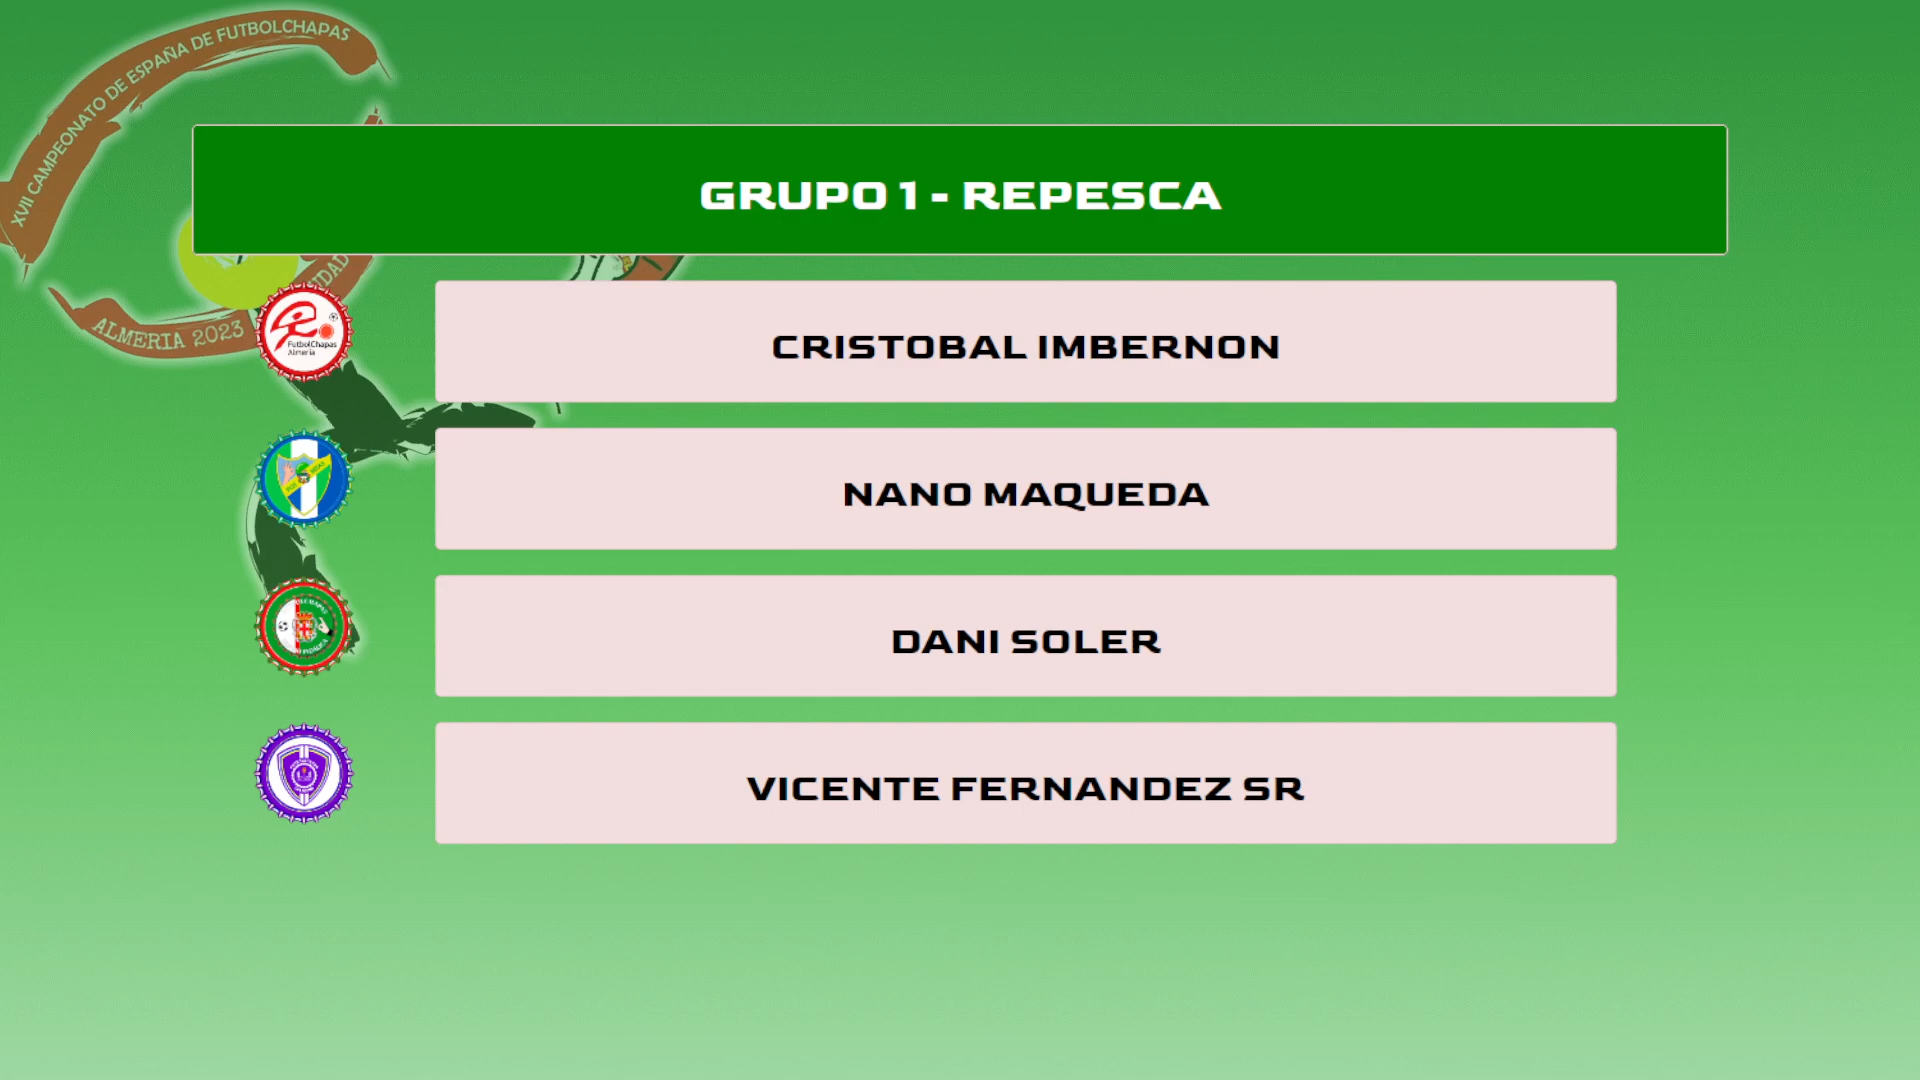 XVII CAMPEONATO DE ESPAÑA DE FUTBOLCHAPAS
GRUPO 1 - REPESCA
ALMERIA 2023
FutbolChapas
Almería
CRISTOBAL IMBERNON
NANO MAQUEDA
DANI SOLER
VICENTE FERNANDEZ SR